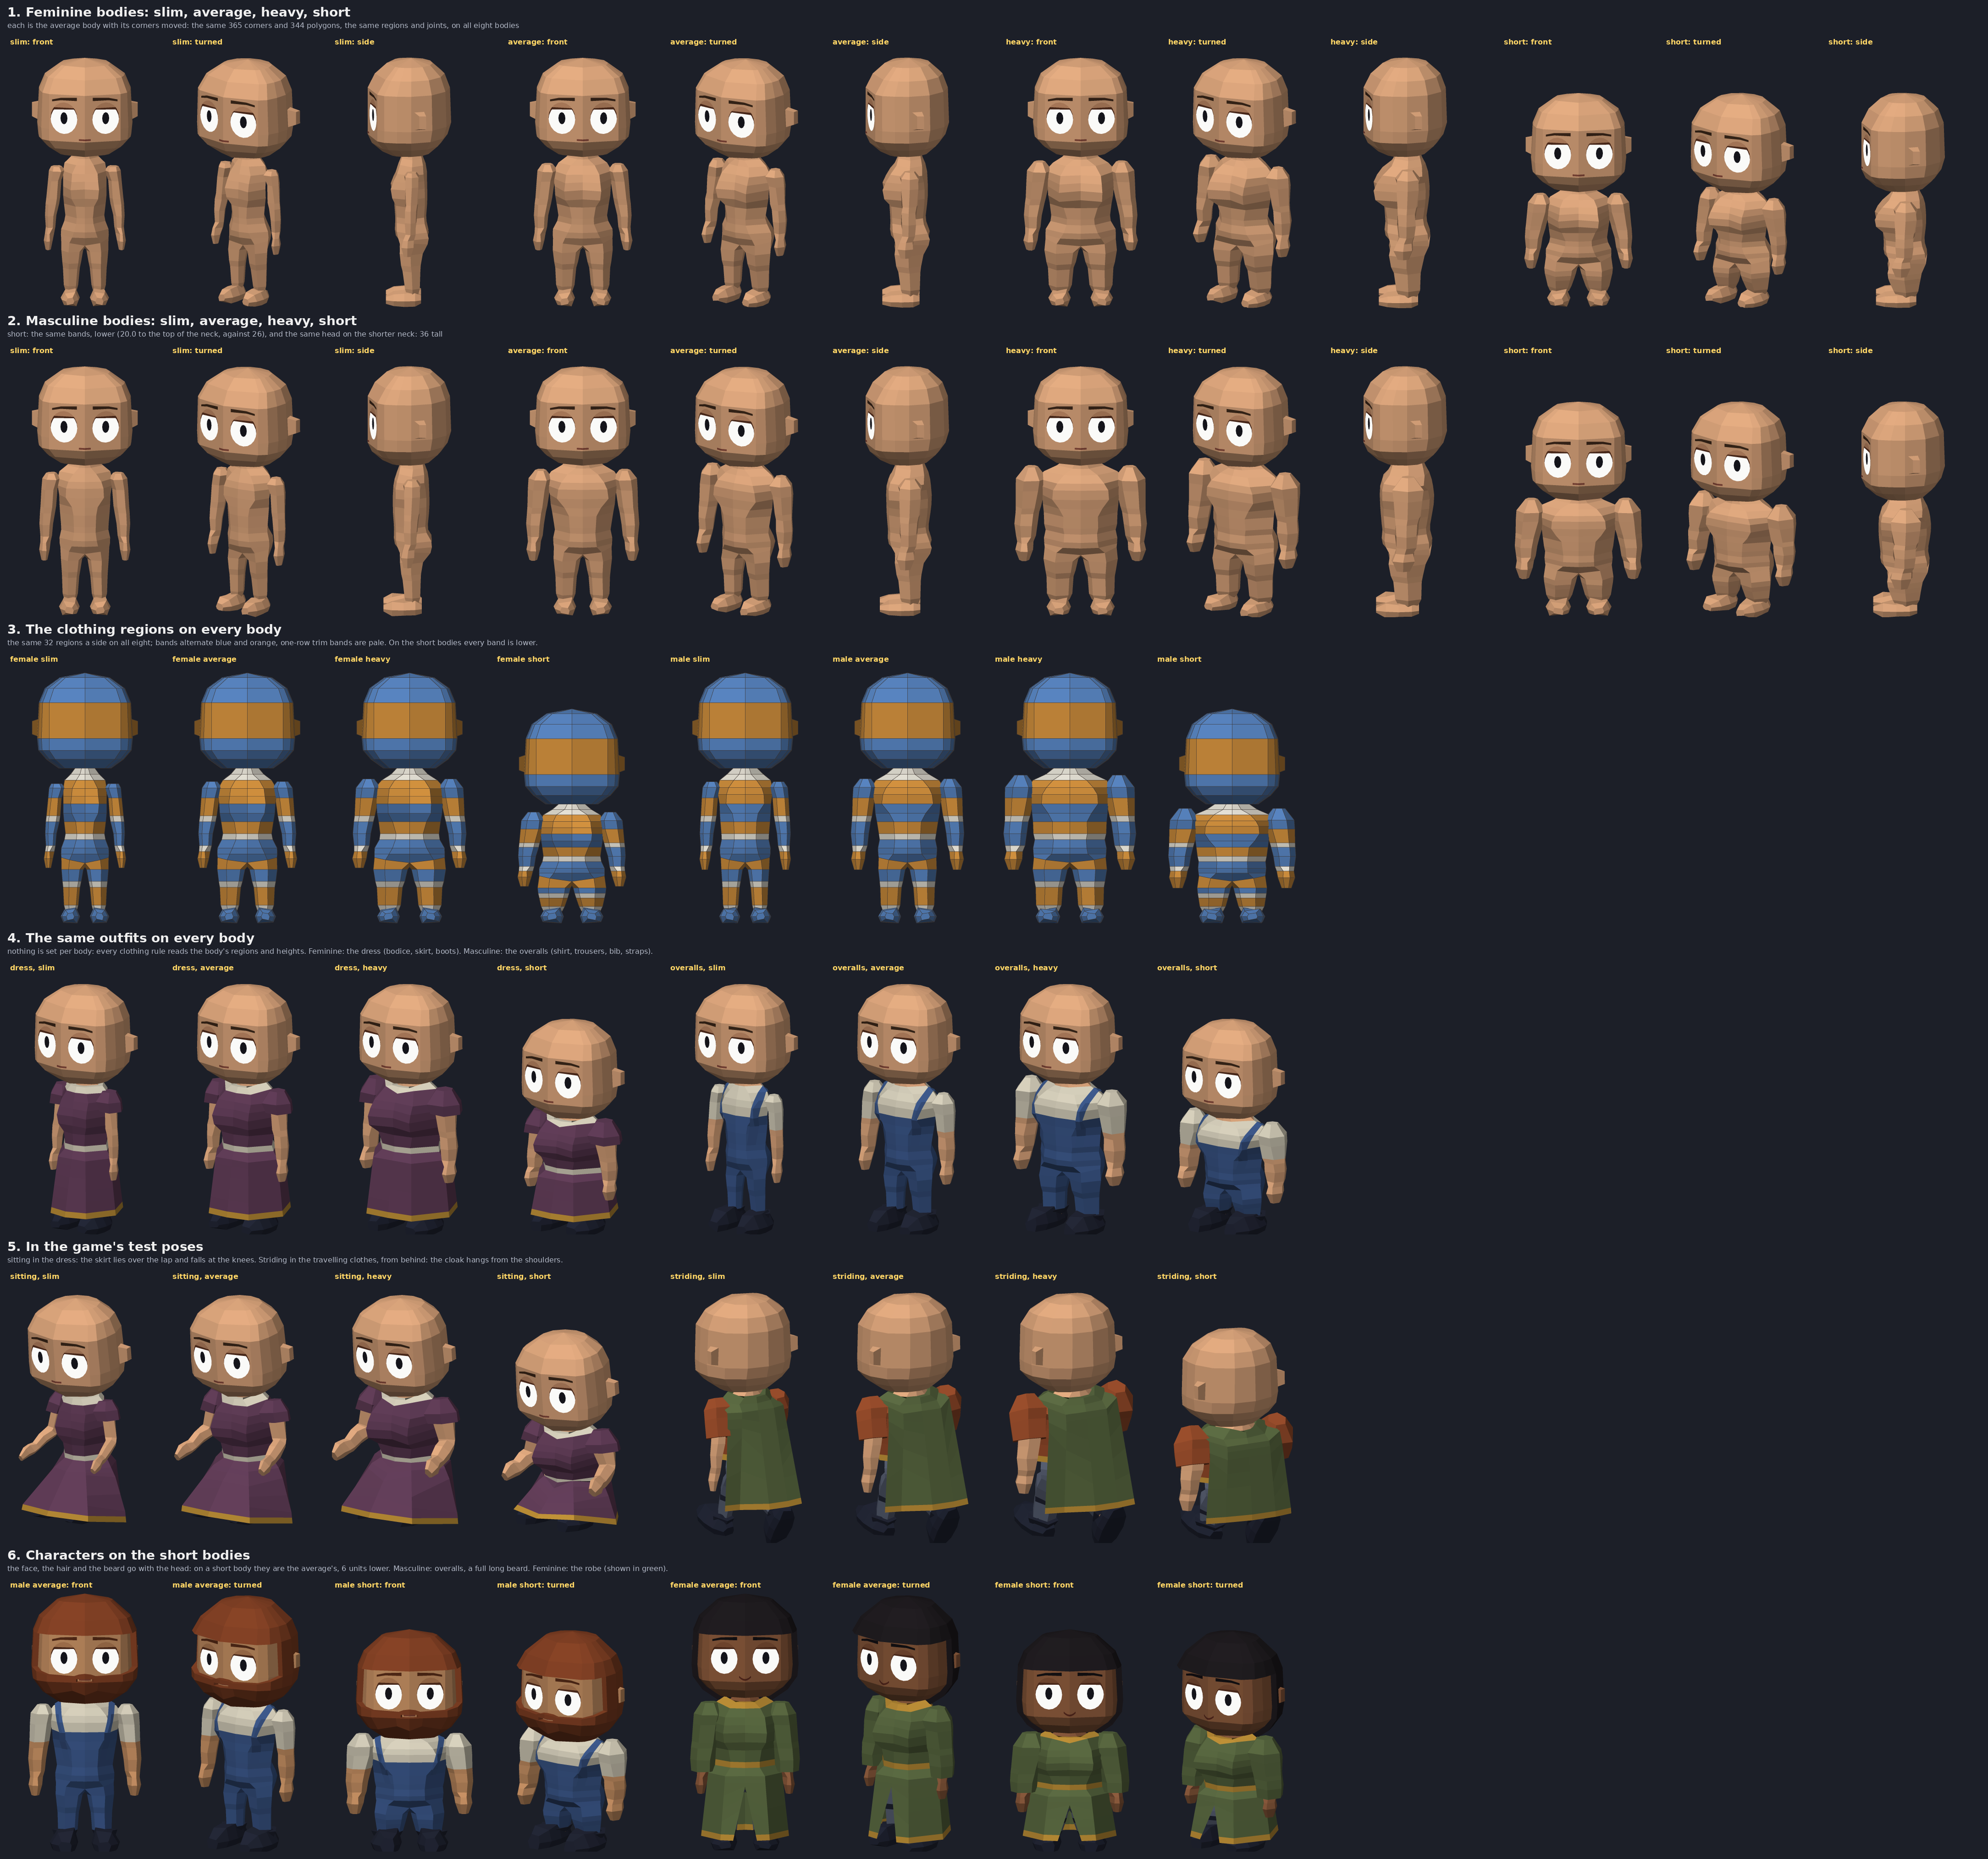 1. Feminine bodies: slim, average, heavy, short
each is the average body with its corners moved: the same 365 corners and 344 polygons, the same regions and joints, on all eight bodies
slim: front slim: turned slim: side average: front average: turned average: side heavy: front heavy: turned heavy: side short: front short: turned short: side
2. Masculine bodies: slim, average, heavy, short
short: the same bands, lower (20.0 to the top of the neck, against 26), and the same head on the shorter neck: 36 tall
slim: front slim: turned slim: side average: front average: turned average: side heavy: front heavy: turned heavy: side short: front short: turned short: side
3. The clothing regions on every body
the same 32 regions a side on all eight; bands alternate blue and orange, one-row trim bands are pale. On the short bodies every band is lower.
female slim female average female heavy female short male slim male average male heavy male short
4. The same outfits on every body
nothing is set per body: every clothing rule reads the body's regions and heights. Feminine: the dress (bodice, skirt, boots). Masculine: the overalls (shirt, trousers, bib, straps).
dress, slim dress, average dress, heavy dress, short overalls, slim overalls, average overalls, heavy overalls, short
5. In the game's test poses
sitting in the dress: the skirt lies over the lap and falls at the knees. Striding in the travelling clothes, from behind: the cloak hangs from the shoulders.
sitting, slim sitting, average sitting, heavy sitting, short striding, slim striding, average striding, heavy striding, short
6. Characters on the short bodies
the face, the hair and the beard go with the head: on a short body they are the average's, 6 units lower. Masculine: overalls, a full long beard. Feminine: the robe (shown in green).
male average: front male average: turned male short: front male short: turned female average: front female average: turned female short: front female short: turned